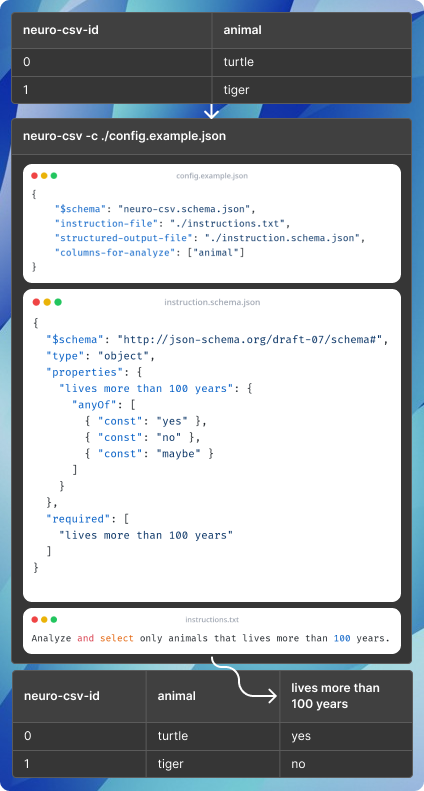 neuro-csv-id animal
0 turtle
1 tiger
neuro-csv -c ./config.example.json
config.example.json
{
    "$schema": "neuro-csv.schema.json",
    "instruction-file": "./instructions.txt",
    "structured-output-file": "./instruction.schema.json",
    "columns-for-analyze": ["animal"]
}
instruction.schema.json
{
  "$schema": "http://json-schema.org/draft-07/schema#",
  "type": "object",
  "properties": {
    "lives more than 100 years": {
      "anyOf": [
        { "const": "yes" },
        { "const": "no" },
        { "const": "maybe" }
      ]
    }
  },
  "required": [
    "lives more than 100 years"
  ]
}
instructions.txt
Analyze and select only animals that lives more than 100 years.
neuro-csv-id animal lives more than
100 years
0 turtle yes
1 tiger no